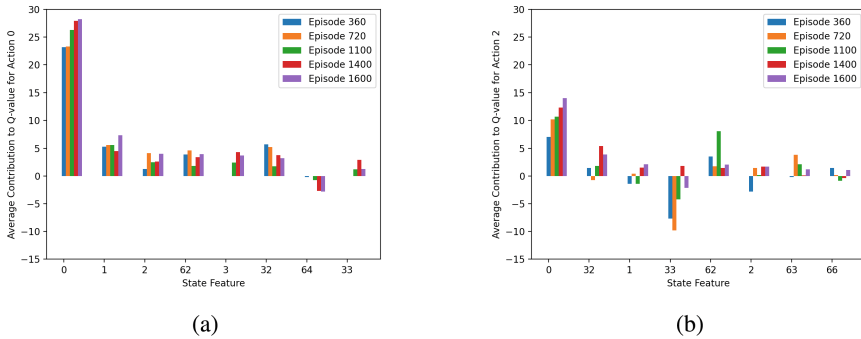 Average Contribution to Q-value for Action 0
30
25
20
15
10
5
0
−5
−10
−15
Episode 360
Episode 720
Episode 1100
Episode 1400
Episode 1600
0 1 2 62 3 32 64 33
State Feature
(a)
Average Contribution to Q-value for Action 2
30
25
20
15
10
5
0
−5
−10
−15
Episode 360
Episode 720
Episode 1100
Episode 1400
Episode 1600
0 32 1 33 62 2 63 66
State Feature
(b)